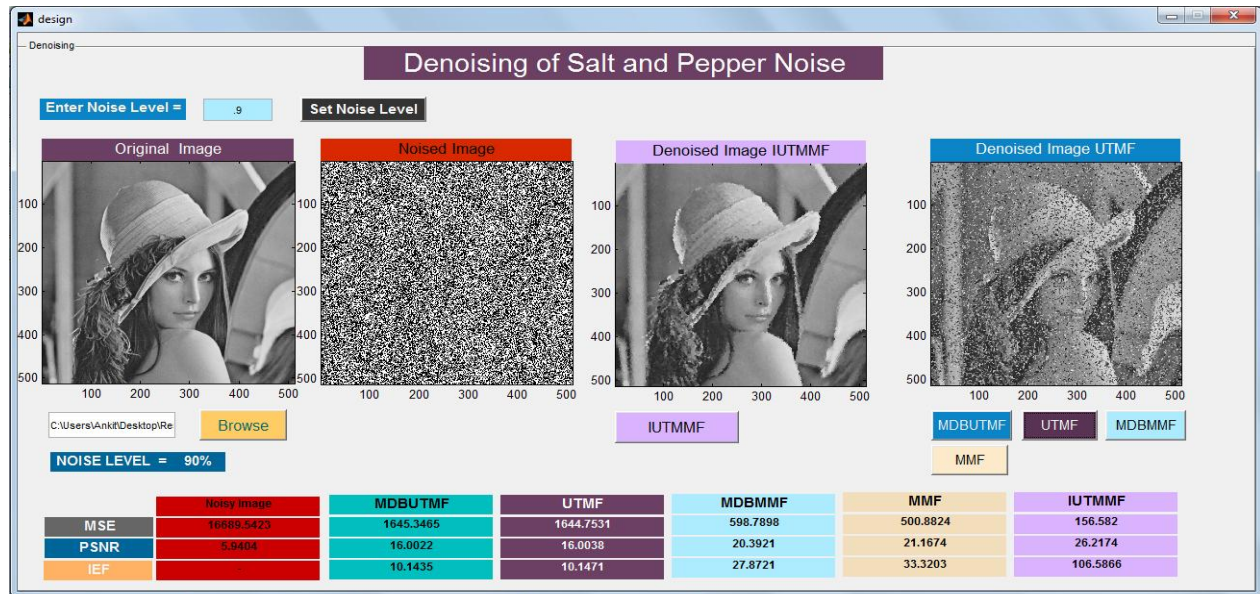 design
Denoising
Denoising of Salt and Pepper Noise
Enter Noise Level = .9 Set Noise Level
Original Image Noised Image Denoised Image IUTMMF Denoised Image UTMF
100 100 100 100
200 200 200 200
300 300 300 300
400 400 400 400
500 500 500 500
100 200 300 400 500 100 200 300 400 500 100 200 300 400 500 100 200 300 400 500
C:\Users\Ankit\Desktop\Re Browse IUTMMF MDBUTMF UTMF MDBMMF
MMF
NOISE LEVEL = 90%
Noisy Image MDBUTMF UTMF MDBMMF MMF IUTMMF
MSE 16689.5423 1645.3465 1644.7531 598.7898 500.8824 156.582
PSNR 5.9404 16.0022 16.0038 20.3921 21.1674 26.2174
IEF - 10.1435 10.1471 27.8721 33.3203 106.5866